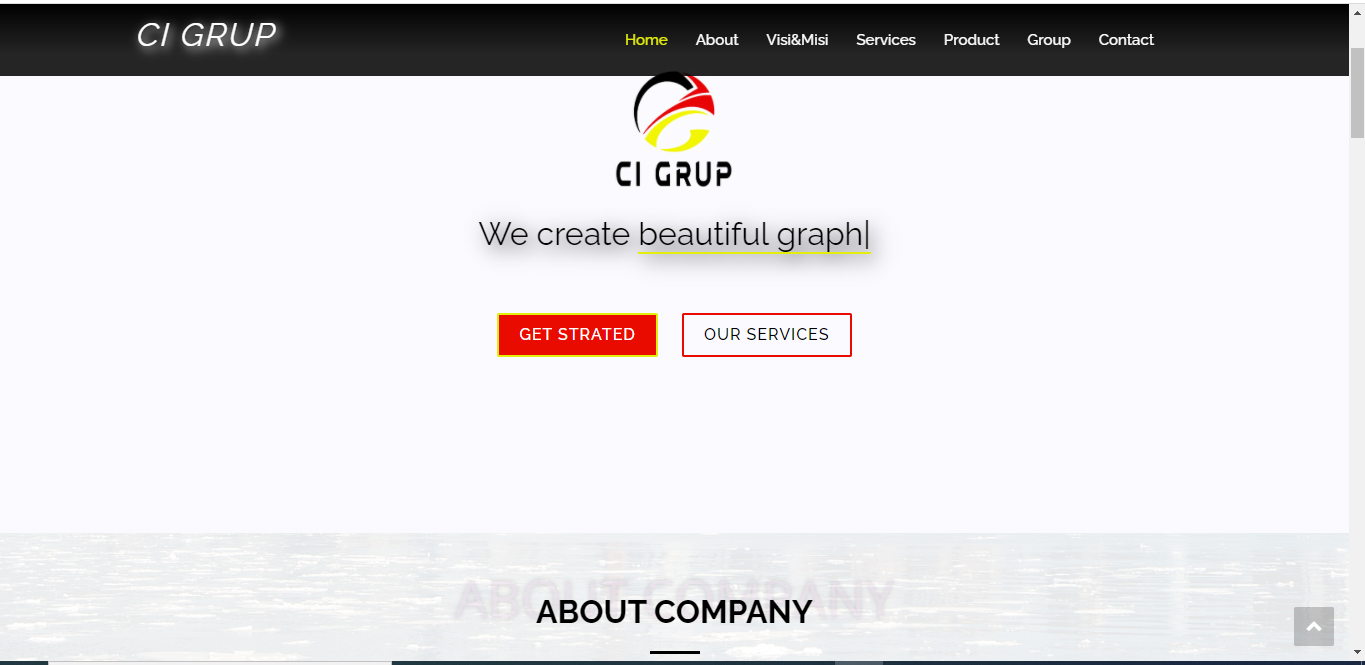 CI GRUP
Home About Visi&Misi Services Product Group Contact
CI GRUP
We create beautiful graph|
GET STRATED OUR SERVICES
ABOUT COMPANY
ABOUT COMPANY